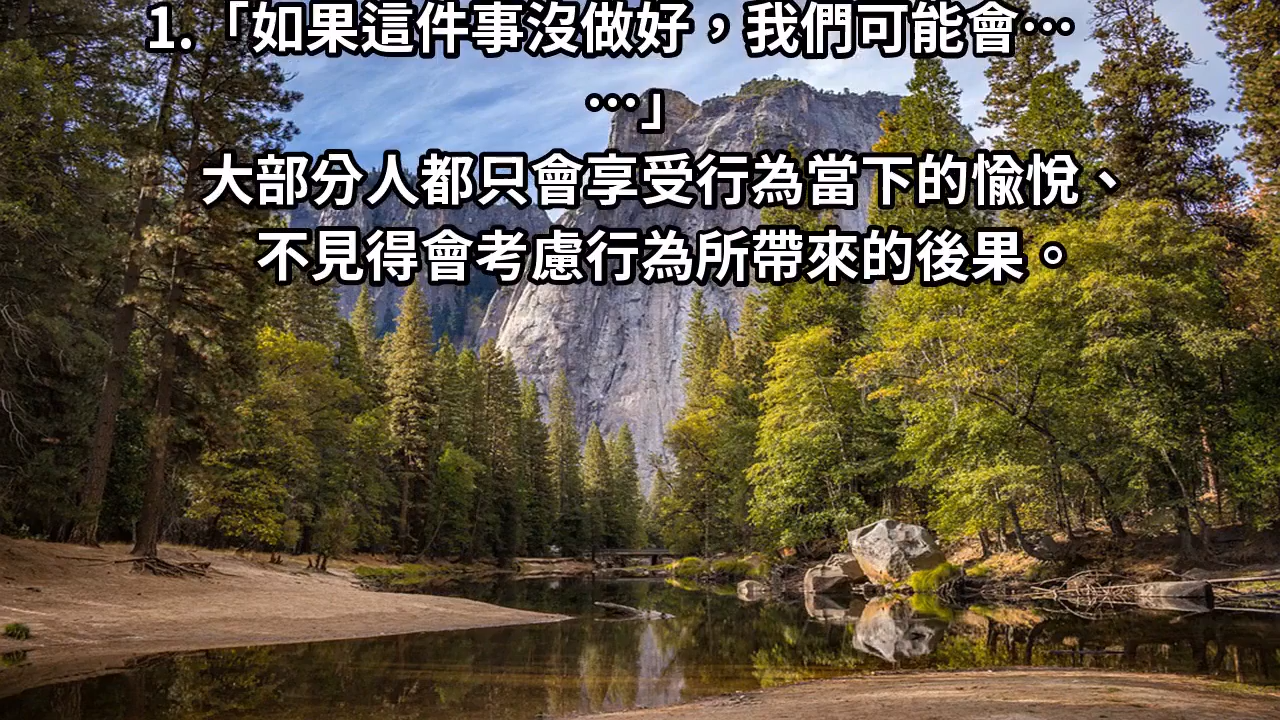 1.「如果這件事沒做好，我們可能會…
…」
大部分人都只會享受行為當下的愉悅、
不見得會考慮行為所帶來的後果。